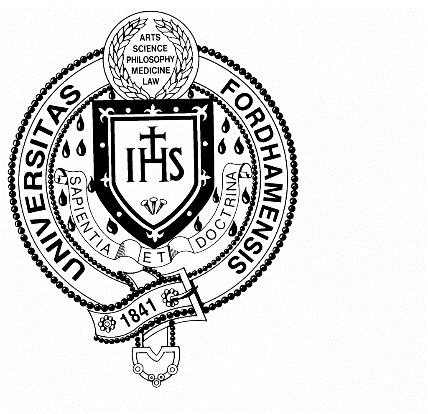 ARTS
SCIENCE
PHILOSOPHY
MEDICINE
LAW
UNIVERSITAS
FORDHAMENSIS
IHS
SAPIENTIA
ET
DOCTRINA
1841